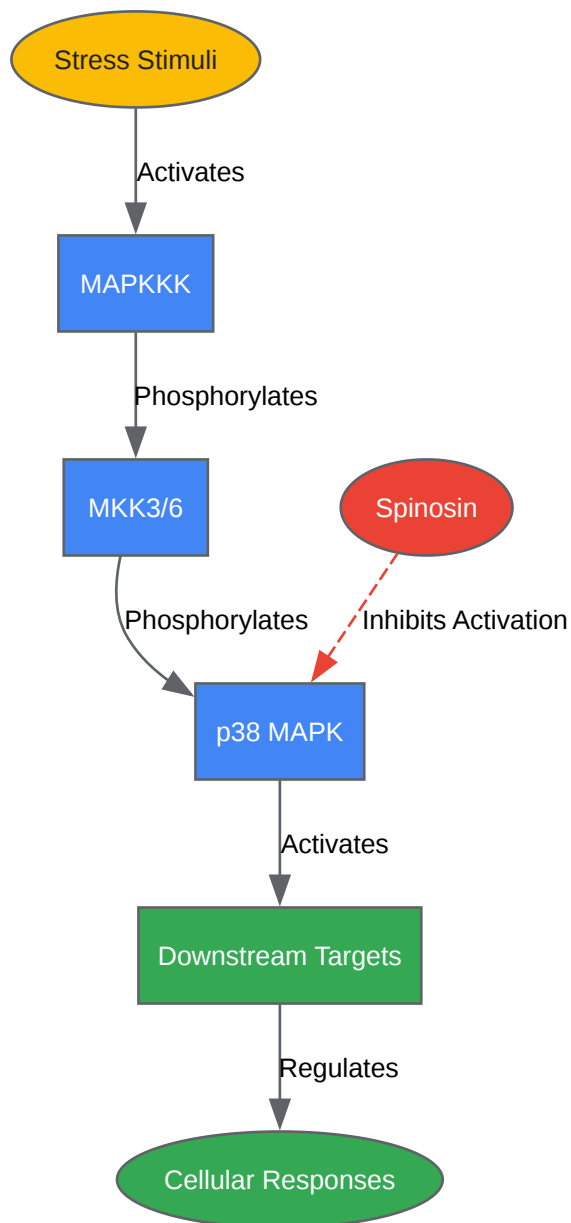 Stress Stimuli
Activates
MAPKKK
Phosphorylates
MKK3/6
Spinosin
Phosphorylates
Inhibits Activation
p38 MAPK
Activates
Downstream Targets
Regulates
Cellular Responses